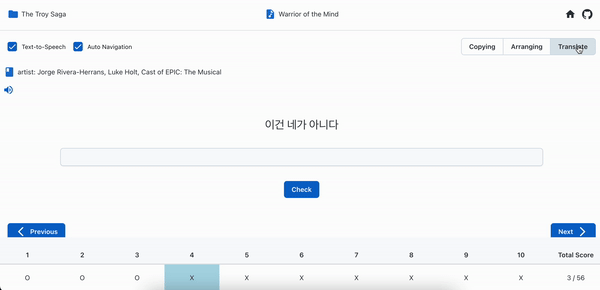 The Troy Saga
Warrior of the Mind
Text-to-Speech
Auto Navigation
Copying
Arranging
Translate
artist: Jorge Rivera-Herrans, Luke Holt, Cast of EPIC: The Musical
이건 네가 아니다
Check
Previous
Next
1 2 3 4 5 6 7 8 9 10 Total Score
O O O X X X X X X X 3 / 56